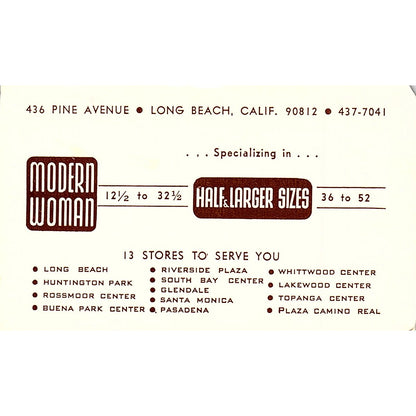 436 PINE AVENUE • LONG BEACH, CALIF. 90812 • 437-7041
. . . Specializing in . . .
MODERN
WOMAN
12½ to 32½
HALF & LARGER SIZES
36 to 52
13 STORES TO SERVE YOU
• LONG BEACH
• HUNTINGTON PARK
• ROSSMOOR CENTER
• BUENA PARK CENTER
• RIVERSIDE PLAZA
• SOUTH BAY CENTER
• GLENDALE
• SANTA MONICA
• PASADENA
• WHITTWOOD CENTER
• LAKEWOOD CENTER
• TOPANGA CENTER
• PLAZA CAMINO REAL